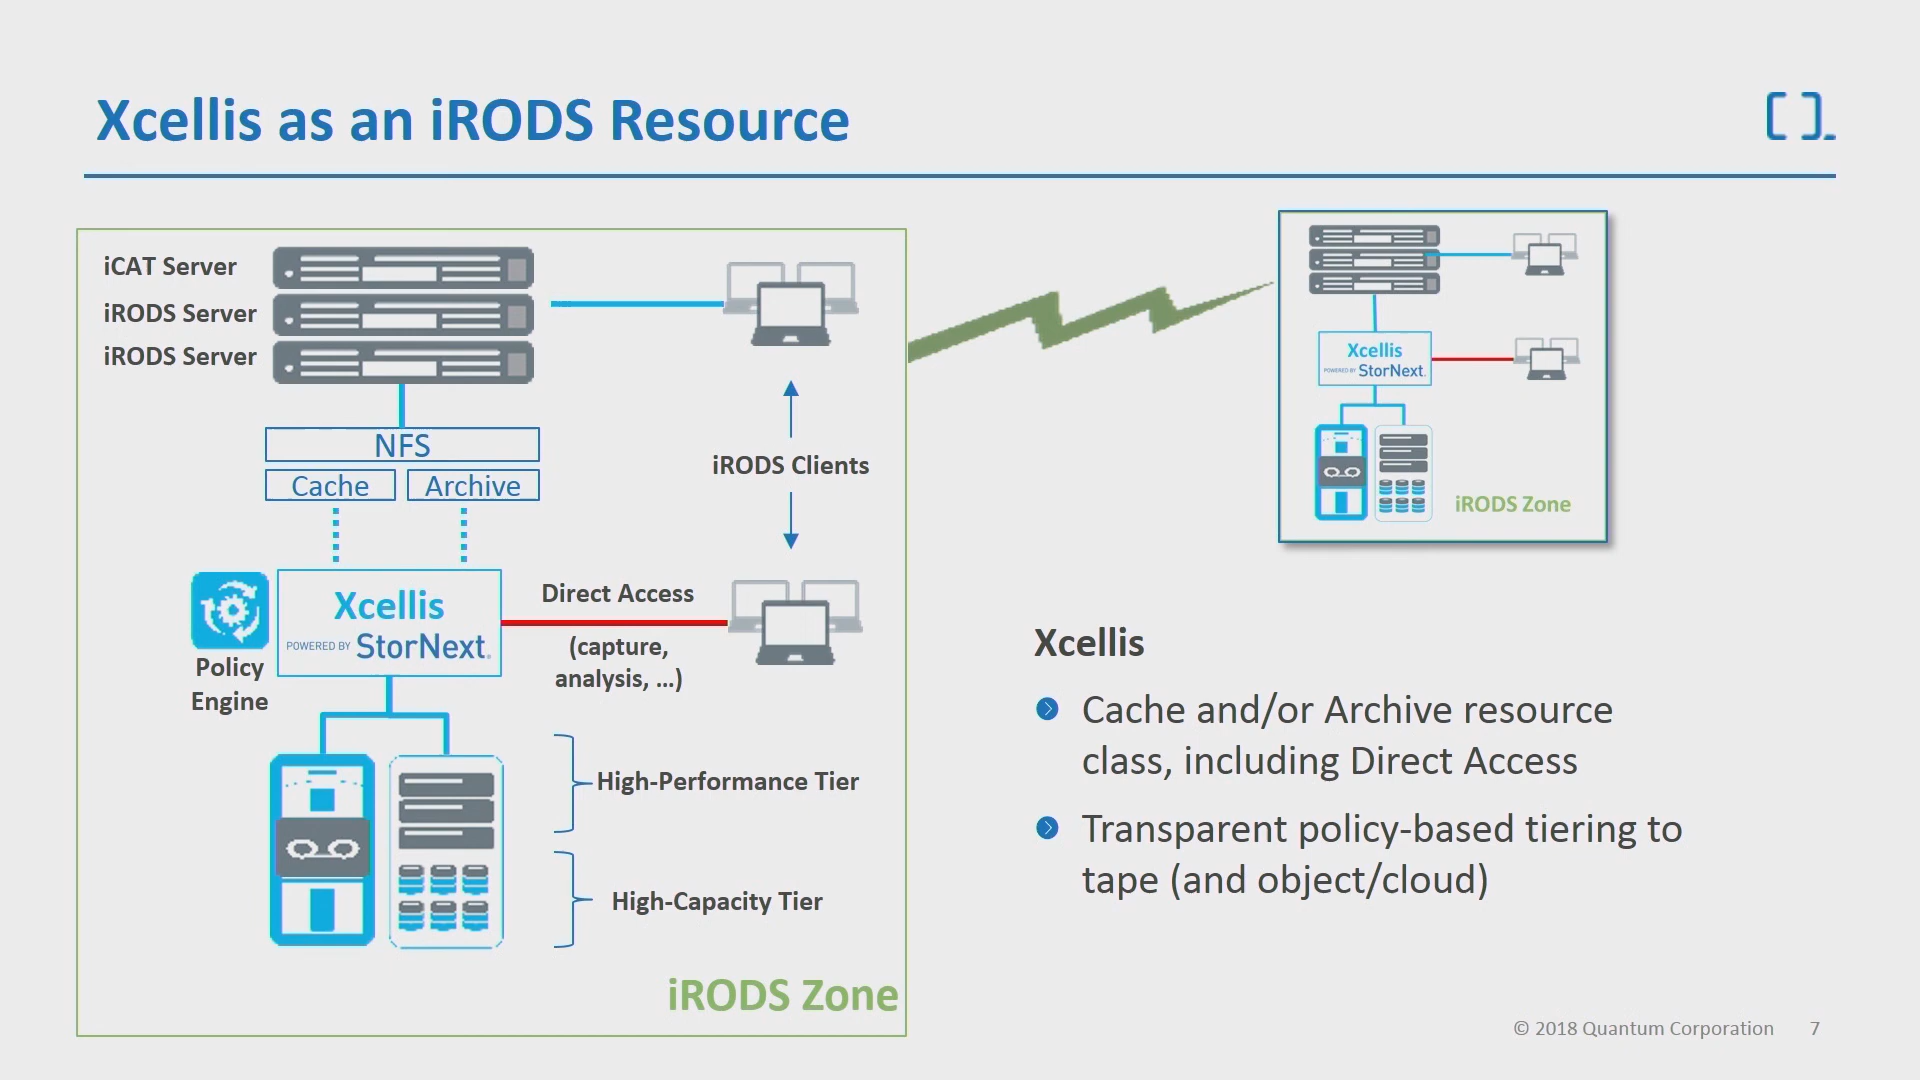 Xcellis as an iRODS Resource
iCAT Server
iRODS Server
iRODS Server
NFS
Cache
Archive
iRODS Clients
Policy
Engine
Xcellis
POWERED BY StorNext.
Direct Access
(capture,
analysis, ...)
High-Performance Tier
High-Capacity Tier
iRODS Zone
Xcellis
POWERED BY StorNext.
iRODS Zone
Xcellis
Cache and/or Archive resource
class, including Direct Access
Transparent policy-based tiering to
tape (and object/cloud)
© 2018 Quantum Corporation 7